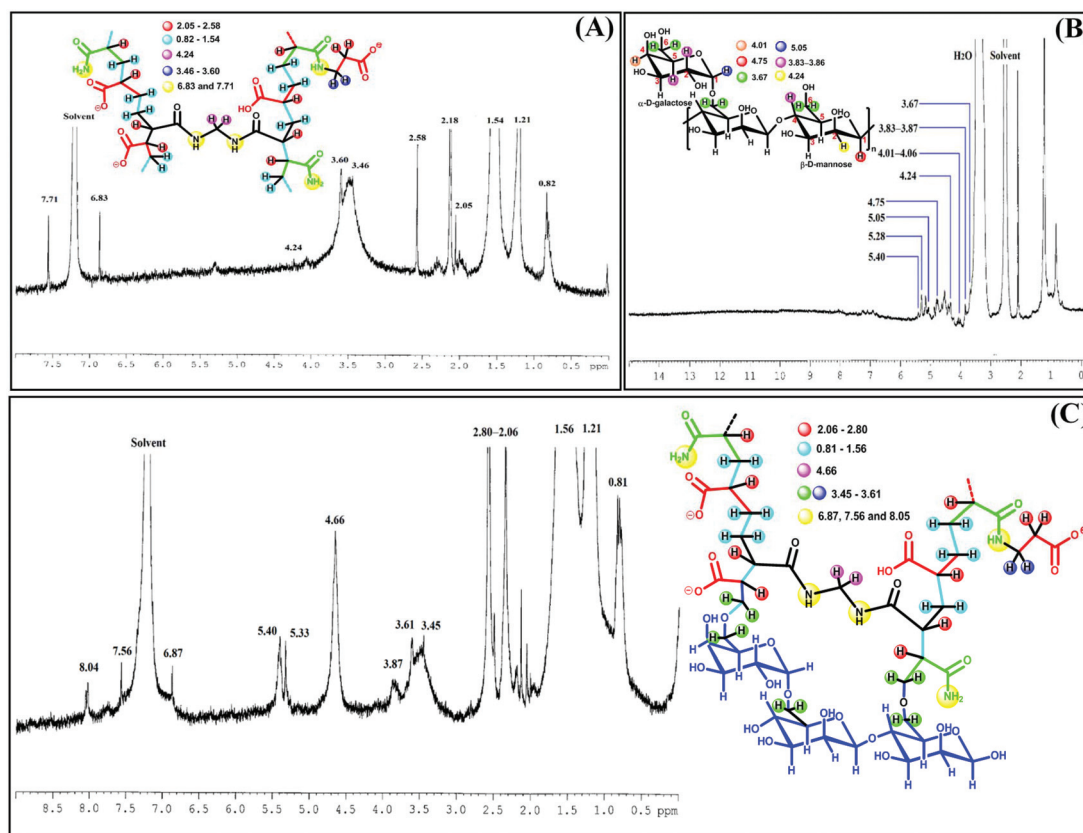 (A)
2.05 - 2.58
0.82 - 1.54
4.24
3.46 - 3.60
6.83 and 7.71
Solvent
7.71
6.83
4.24
3.60
3.46
2.58
2.18
2.05
1.54
1.21
0.82
7.5 7.0 6.5 6.0 5.5 5.0 4.5 4.0 3.5 3.0 2.5 2.0 1.5 1.0 0.5 ppm
(B)
4.01 5.05
4.75 3.83–3.86
3.67 4.24
α-D-galactose
β-D-mannose
n
H2O
Solvent
3.67
3.83–3.87
4.01–4.06
4.24
4.75
5.05
5.28
5.40
15 14 13 12 11 10 9 8 7 6 5 4 3 2 1 0
(C)
2.06 - 2.80
0.81 - 1.56
4.66
3.45 - 3.61
6.87, 7.56 and 8.05
Solvent
8.04
7.56
6.87
5.40
5.33
4.66
3.87
3.61
3.45
2.80–2.06
1.56
1.21
0.81
8.5 8.0 7.5 7.0 6.5 6.0 5.5 5.0 4.5 4.0 3.5 3.0 2.5 2.0 1.5 1.0 0.5 ppm